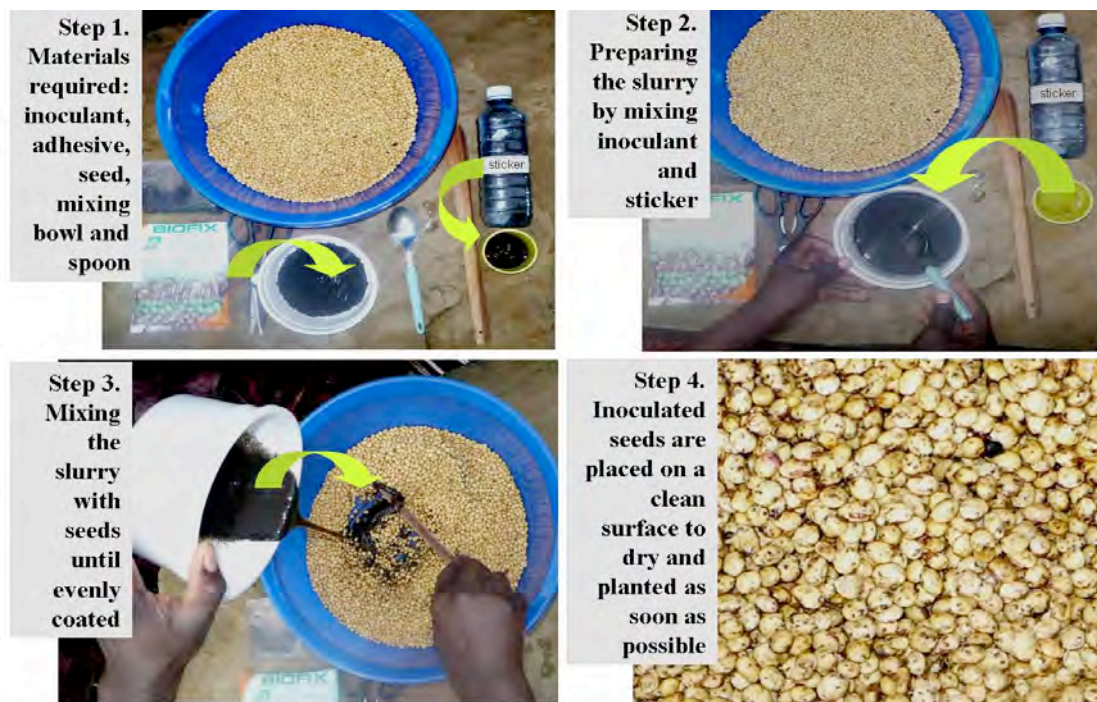 Step 1.
Materials
required:
inoculant,
adhesive,
seed,
mixing
bowl and
spoon
sticker
BIOFIX
Step 2.
Preparing
the slurry
by mixing
inoculant
and
sticker
sticker
BIOFIX
Step 3.
Mixing
the
slurry
with
seeds
until
evenly
coated
BIOFIX
Step 4.
Inoculated
seeds are
placed on a
clean
surface to
dry and
planted as
soon as
possible